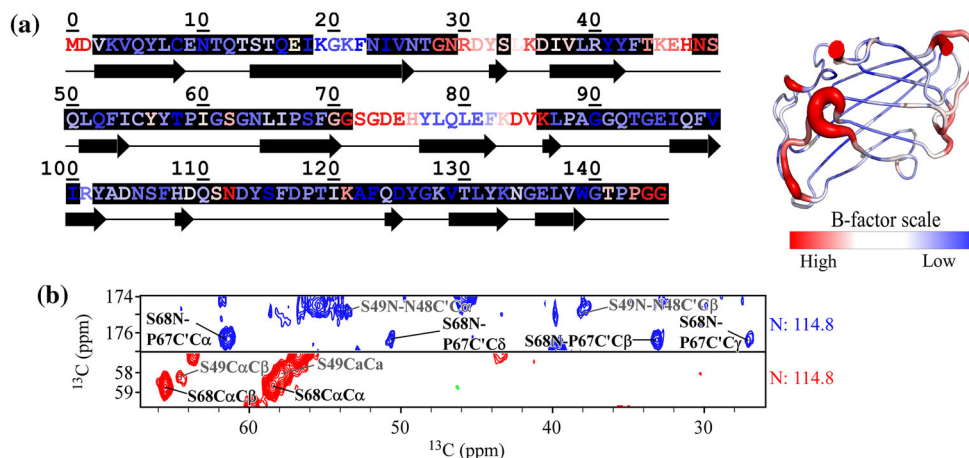 (a)
0 10 20 30 40
MDVKVQYLCENTQTSTQEIKGKFNIVNTGNRDYSLKDIVLRYYFTKEHNS
50 60 70 80 90
QLQFICYYTPIGSGNLIPSFGGSGDEHYLQLEFKDVKLPAGGQTGEIQFV
100 110 120 130 140
IRYADNSFHDQSNDYSFDPTIKAFQDYGKVTLYKNGELVWGTPPGG
B-factor scale
High Low
(b)
174
176
58
59
¹³C (ppm)
S68N-
P67C'Cα
S49N-N48C'Cα
S68N-
P67C'Cδ
S49N-N48C'Cβ
S68N-P67C'Cβ
S68N-
P67C'Cγ
N: 114.8
S49CαCβ
S49CaCa
S68CαCβ
S68CαCα
N: 114.8
60 50 40 30
¹³C (ppm)